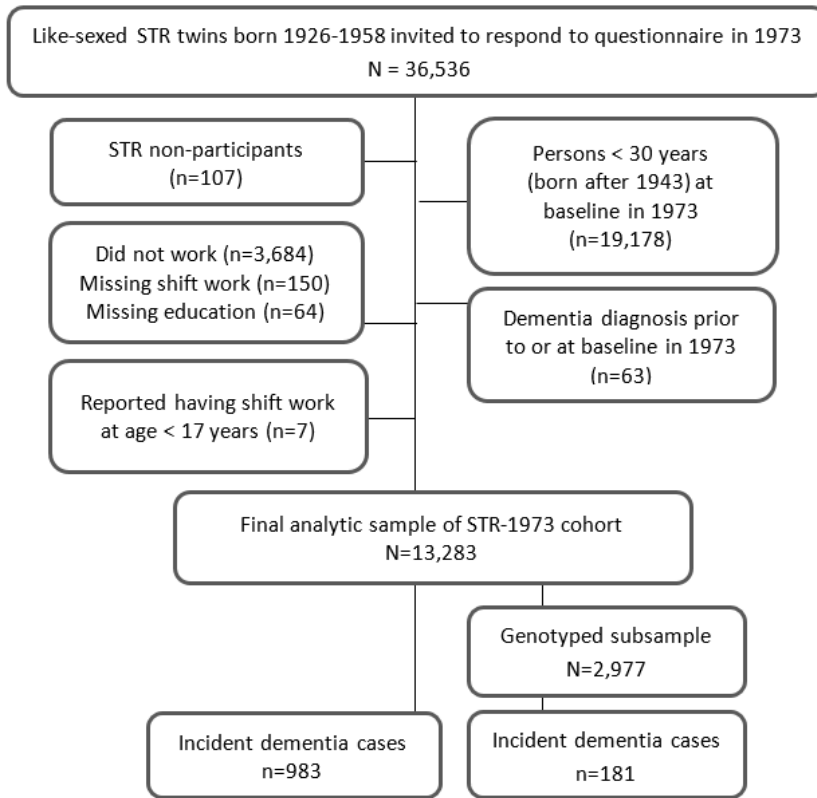 Like-sexed STR twins born 1926-1958 invited to respond to questionnaire in 1973
N = 36,536
STR non-participants
(n=107)
Persons < 30 years
(born after 1943) at
baseline in 1973
(n=19,178)
Did not work (n=3,684)
Missing shift work (n=150)
Missing education (n=64)
Dementia diagnosis prior
to or at baseline in 1973
(n=63)
Reported having shift work
at age < 17 years (n=7)
Final analytic sample of STR-1973 cohort
N=13,283
Genotyped subsample
N=2,977
Incident dementia cases
n=983
Incident dementia cases
n=181